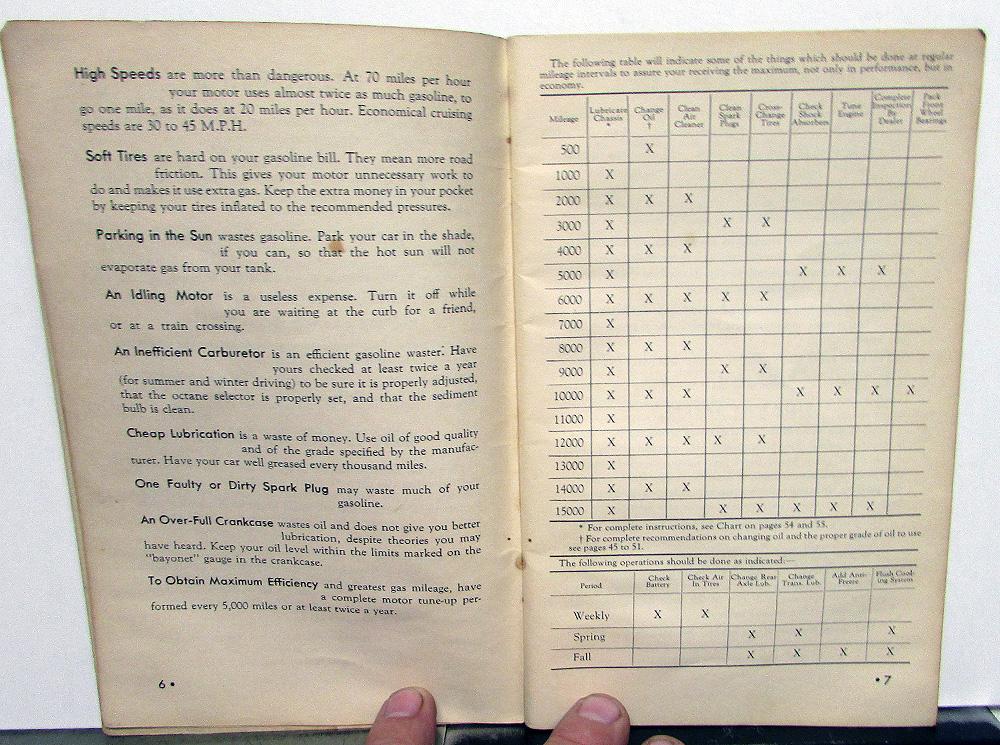 High Speeds are more than dangerous. At 70 miles per hour
your motor uses almost twice as much gasoline, to
go one mile, as it does at 20 miles per hour. Economical cruising
speeds are 30 to 45 M.P.H.
Soft Tires are hard on your gasoline bill. They mean more road
friction. This gives your motor unnecessary work to
do and makes it use extra gas. Keep the extra money in your pocket
by keeping your tires inflated to the recommended pressures.
Parking in the Sun wastes gasoline. Park your car in the shade,
if you can, so that the hot sun will not
evaporate gas from your tank.
An Idling Motor is a useless expense. Turn it off while
you are waiting at the curb for a friend,
or at a train crossing.
An Inefficient Carburetor is an efficient gasoline waster. Have
yours checked at least twice a year
(for summer and winter driving) to be sure it is properly adjusted,
that the octane selector is properly set, and that the sediment
bulb is clean.
Cheap Lubrication is a waste of money. Use oil of good quality
and of the grade specified by the manufac-
turer. Have your car well greased every thousand miles.
One Faulty or Dirty Spark Plug may waste much of your
gasoline.
An Over-Full Crankcase wastes oil and does not give you better
lubrication, despite theories you may
have heard. Keep your oil level within the limits marked on the
"bayonet" gauge in the crankcase.
To Obtain Maximum Efficiency and greatest gas mileage, have
a complete motor tune-up per-
formed every 5,000 miles or at least twice a year.
6 •
The following table will indicate some of the things which should be done at regular
mileage intervals to assure your receiving the maximum, not only in performance, but in
economy.
Mileage Lubricate Chassis * Change Oil † Clean Air Cleaner Clean Spark Plugs Cross-Change Tires Check Shock Absorbers Tune Engine Complete Inspection By Dealer Pack Front Wheel Bearings
500 X
1000 X
2000 X X X
3000 X X X
4000 X X X
5000 X X X X
6000 X X X X X
7000 X
8000 X X X
9000 X X X
10000 X X X X X X X
11000 X
12000 X X X X X
13000 X
14000 X X X
15000 X X X X X X
* For complete instructions, see Chart on pages 54 and 55.
† For complete recommendations on changing oil and the proper grade of oil to use
see pages 45 to 51.
The following operations should be done as indicated:—
Period Check Battery Check Air In Tires Change Rear Axle Lub. Change Trans. Lub. Add Anti-Freeze Flush Cooling System
Weekly X X
Spring X X X
Fall X X X X
• 7